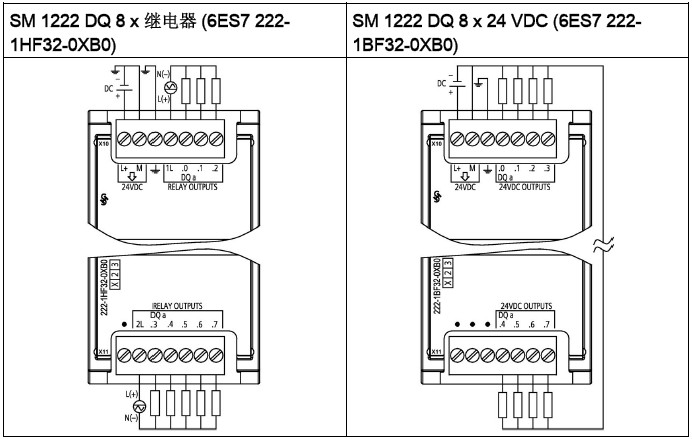 SM 1222 DQ 8 x 继电器 (6ES7 222-
1HF32-0XB0)
N(–)
DC
–
+
L(+)
X10
L+ M 1L .0 .1 .2
DQ a
24VDC RELAY OUTPUTS
222-1HF32-0XB0
X 2 3
RELAY OUTPUTS
DQ a
2L .3 .4 .5 .6 .7
X11
L(+)
N(–)
SM 1222 DQ 8 x 24 VDC (6ES7 222-
1BF32-0XB0)
DC
–
+
X10
L+ M .0 .1 .2 .3
DQ a
24VDC 24VDC OUTPUTS
222-1BF32-0XB0
X 2 3
24VDC OUTPUTS
DQ a
.4 .5 .6 .7
X11